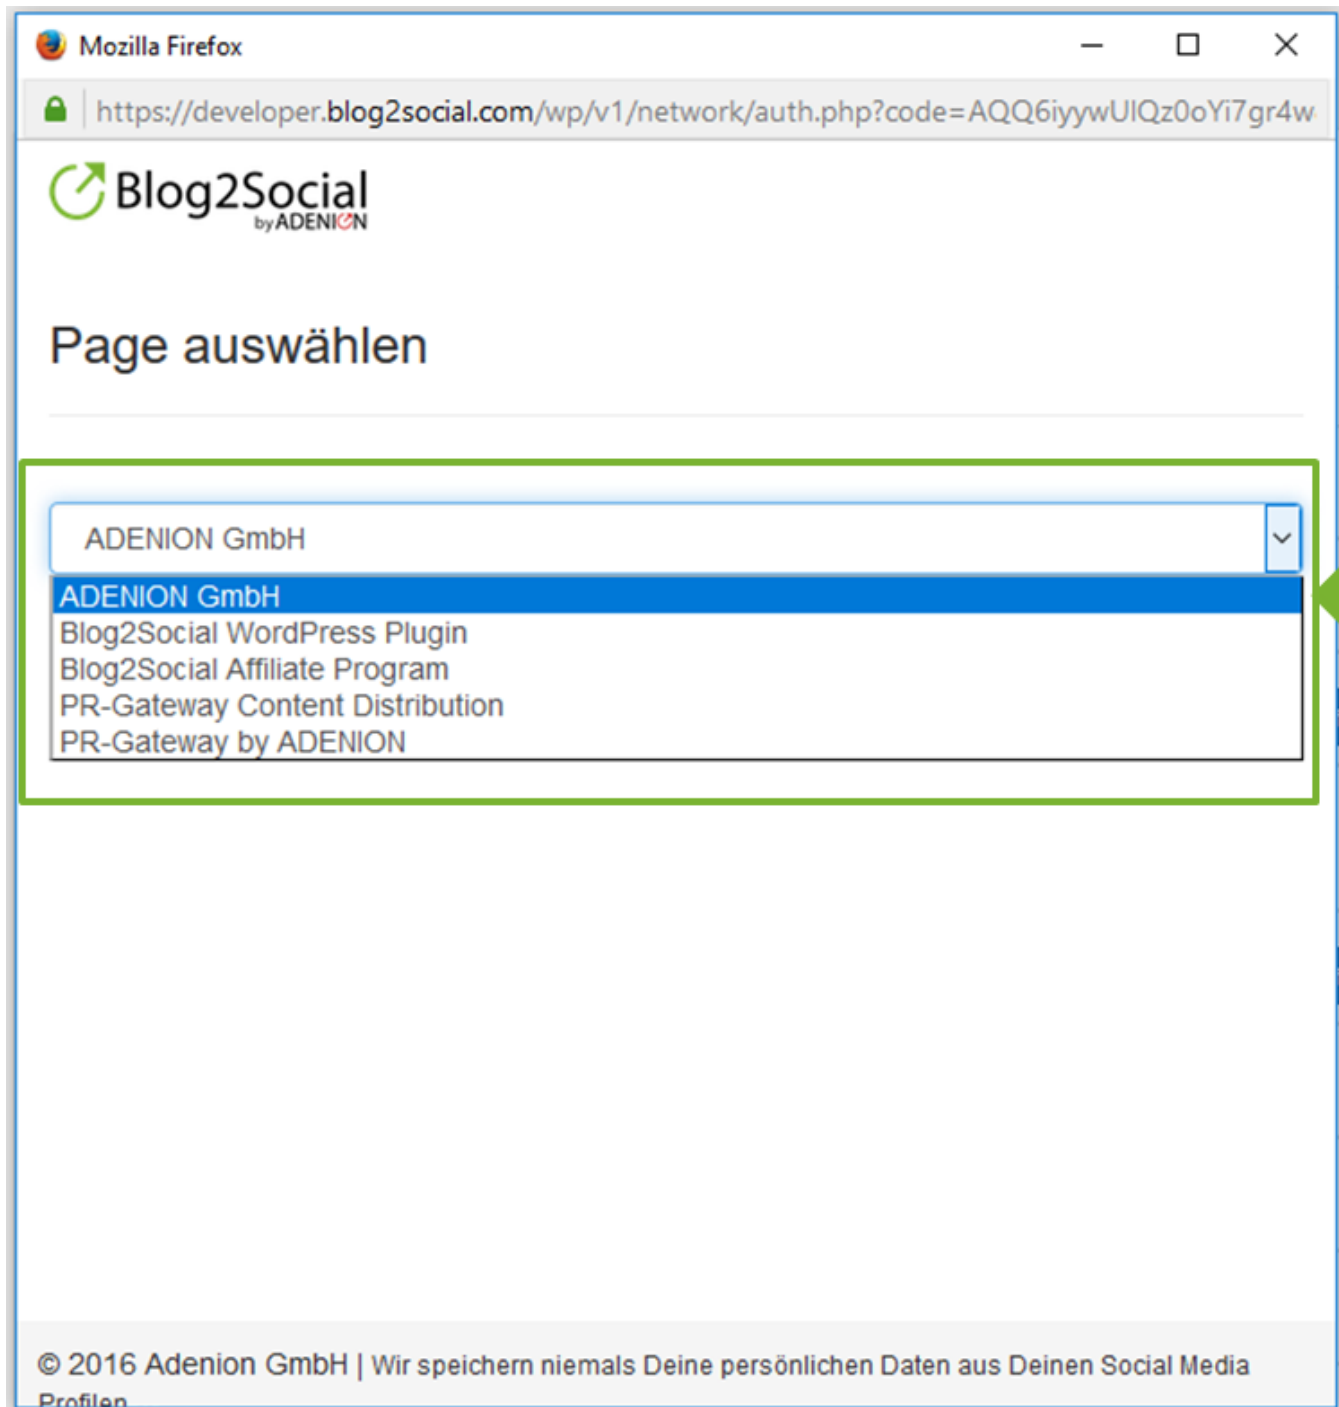 Mozilla Firefox
https://developer.blog2social.com/wp/v1/network/auth.php?code=AQQ6iyywUlQz0oYi7gr4w
Blog2Social
by ADENION
Page auswählen
ADENION GmbH
ADENION GmbH
Blog2Social WordPress Plugin
Blog2Social Affiliate Program
PR-Gateway Content Distribution
PR-Gateway by ADENION
© 2016 Adenion GmbH | Wir speichern niemals Deine persönlichen Daten aus Deinen Social Media
Profilen